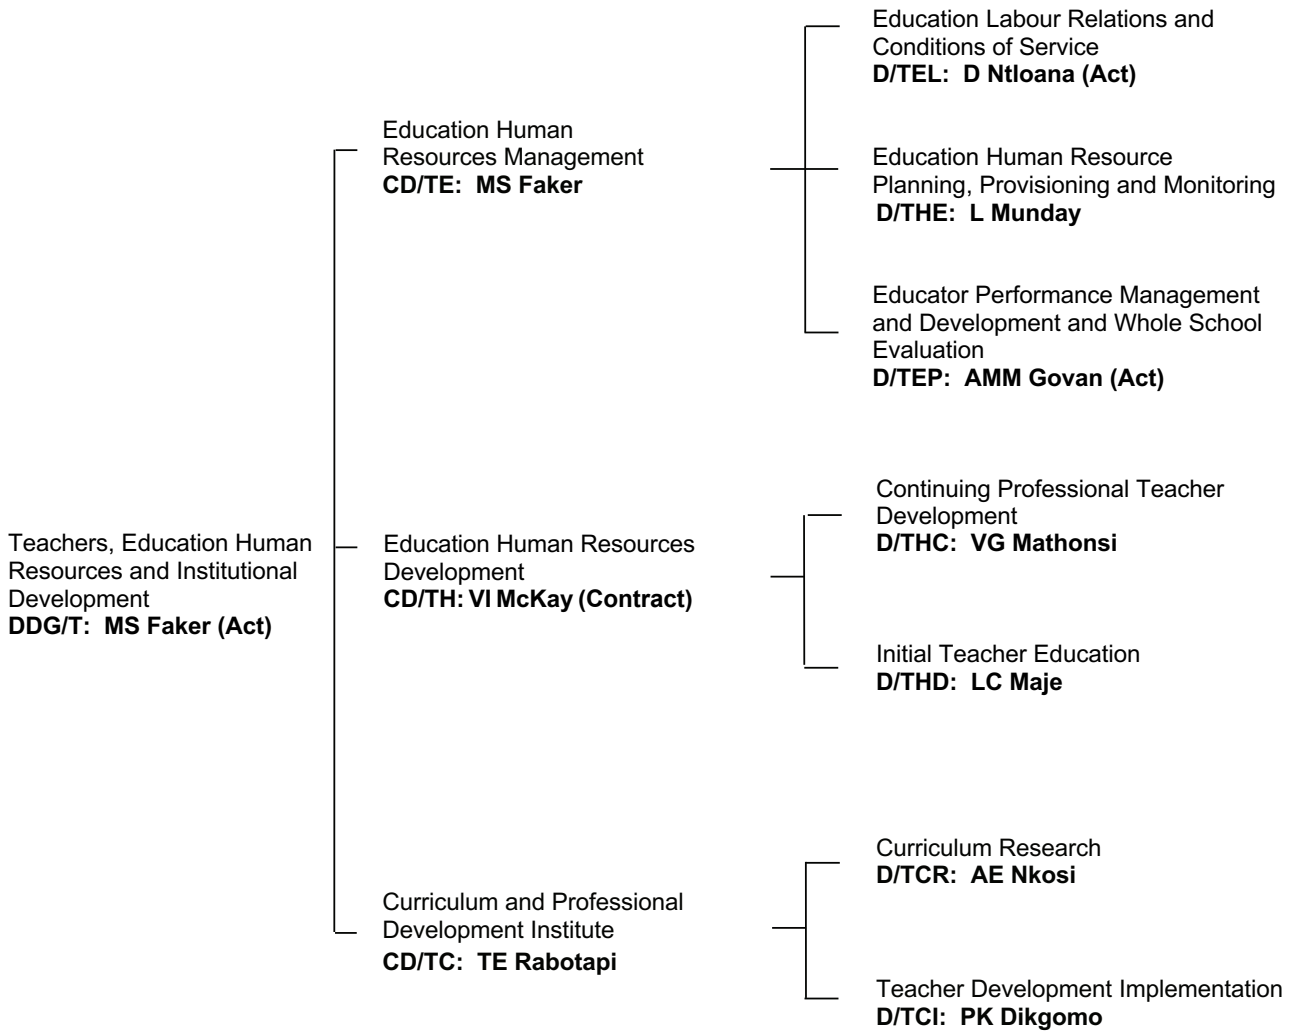 Education Labour Relations and
Conditions of Service
D/TEL: D Ntloana (Act)
Education Human
Resources Management
CD/TE: MS Faker
Education Human Resource
Planning, Provisioning and Monitoring
D/THE: L Munday
Educator Performance Management
and Development and Whole School
Evaluation
D/TEP: AMM Govan (Act)
Teachers, Education Human
Resources and Institutional
Development
DDG/T: MS Faker (Act)
Education Human Resources
Development
CD/TH: VI McKay (Contract)
Continuing Professional Teacher
Development
D/THC: VG Mathonsi
Initial Teacher Education
D/THD: LC Maje
Curriculum and Professional
Development Institute
CD/TC: TE Rabotapi
Curriculum Research
D/TCR: AE Nkosi
Teacher Development Implementation
D/TCI: PK Dikgomo